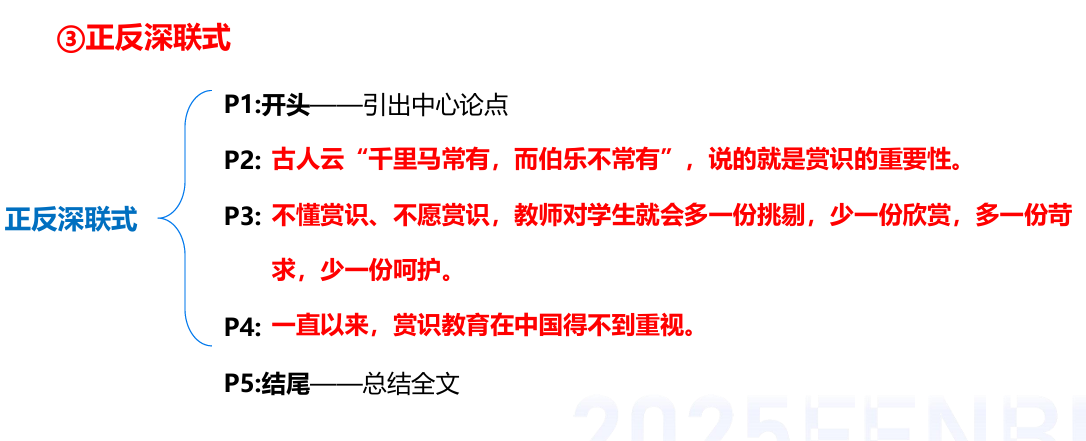 ③正反深联式
P1:开头——引出中心论点
P2: 古人云“千里马常有，而伯乐不常有”，说的就是赏识的重要性。
正反深联式
P3: 不懂赏识、不愿赏识，教师对学生就会多一份挑剔，少一份欣赏，多一份苛
求，少一份呵护。
P4: 一直以来，赏识教育在中国得不到重视。
P5:结尾——总结全文
2025FENBI